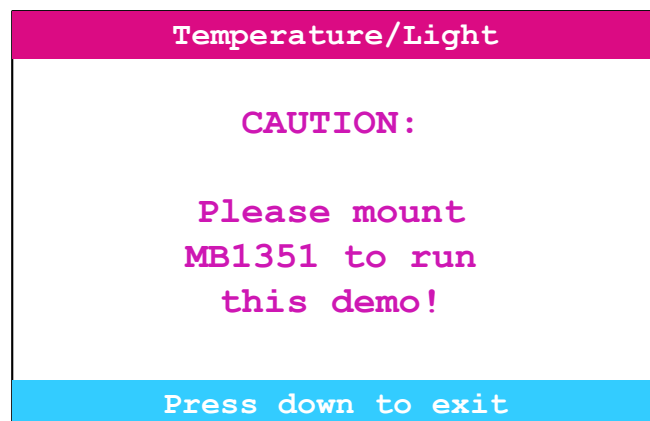 Temperature/Light
CAUTION:
Please mount
MB1351 to run
this demo!
Press down to exit